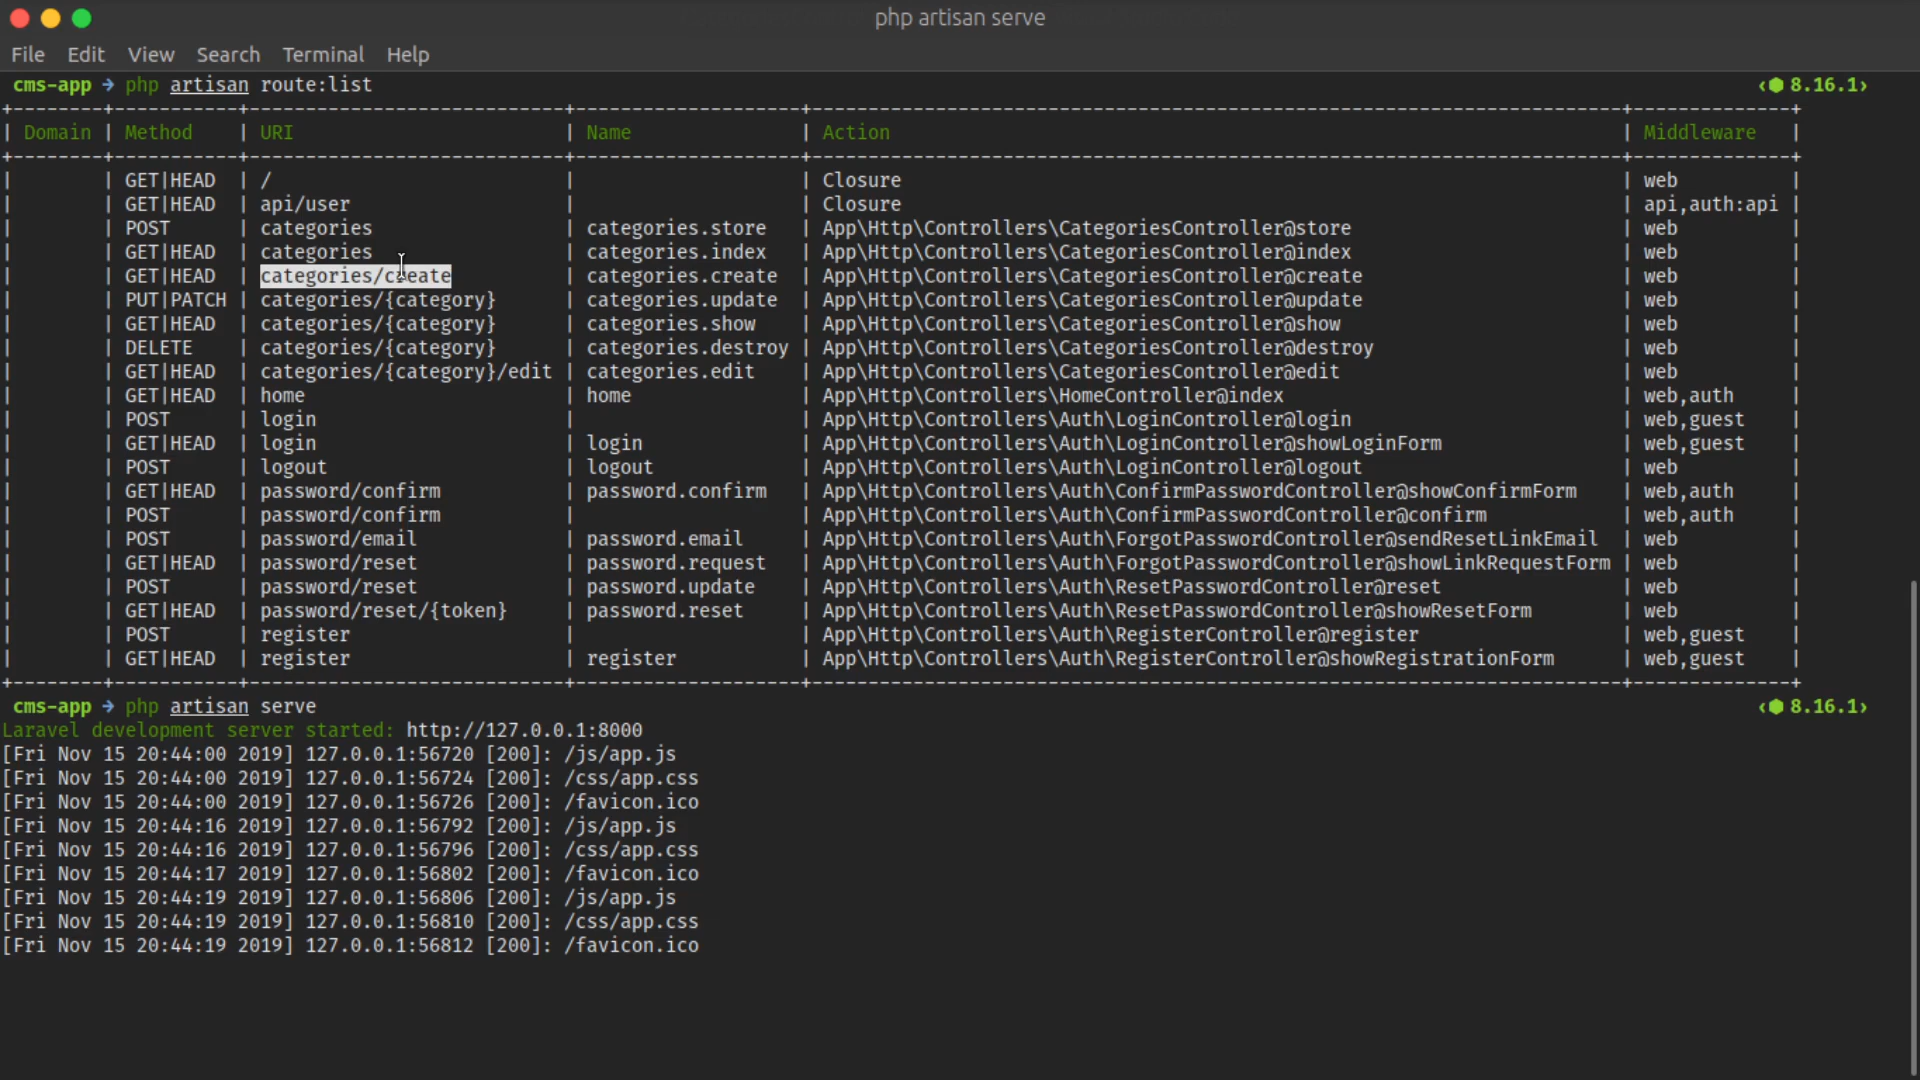 php artisan serve
File Edit View Search Terminal Help
cms-app → php artisan route:list ‹⬢ 8.16.1›
+--------+-----------+----------------------------+--------------------+------------------------------------------------------------------------+--------------+
| Domain | Method    | URI                        | Name               | Action                                                                 | Middleware   |
+--------+-----------+----------------------------+--------------------+------------------------------------------------------------------------+--------------+
|        | GET|HEAD  | /                          |                    | Closure                                                                | web          |
|        | GET|HEAD  | api/user                   |                    | Closure                                                                | api,auth:api |
|        | POST      | categories                 | categories.store   | App\Http\Controllers\CategoriesController@store                        | web          |
|        | GET|HEAD  | categories                 | categories.index   | App\Http\Controllers\CategoriesController@index                        | web          |
|        | GET|HEAD  | categories/create          | categories.create  | App\Http\Controllers\CategoriesController@create                       | web          |
|        | PUT|PATCH | categories/{category}      | categories.update  | App\Http\Controllers\CategoriesController@update                       | web          |
|        | GET|HEAD  | categories/{category}      | categories.show    | App\Http\Controllers\CategoriesController@show                         | web          |
|        | DELETE    | categories/{category}      | categories.destroy | App\Http\Controllers\CategoriesController@destroy                      | web          |
|        | GET|HEAD  | categories/{category}/edit | categories.edit    | App\Http\Controllers\CategoriesController@edit                         | web          |
|        | GET|HEAD  | home                       | home               | App\Http\Controllers\HomeController@index                              | web,auth     |
|        | POST      | login                      |                    | App\Http\Controllers\Auth\LoginController@login                        | web,guest    |
|        | GET|HEAD  | login                      | login              | App\Http\Controllers\Auth\LoginController@showLoginForm                | web,guest    |
|        | POST      | logout                     | logout             | App\Http\Controllers\Auth\LoginController@logout                       | web          |
|        | GET|HEAD  | password/confirm           | password.confirm   | App\Http\Controllers\Auth\ConfirmPasswordController@showConfirmForm    | web,auth     |
|        | POST      | password/confirm           |                    | App\Http\Controllers\Auth\ConfirmPasswordController@confirm            | web,auth     |
|        | POST      | password/email             | password.email     | App\Http\Controllers\Auth\ForgotPasswordController@sendResetLinkEmail  | web          |
|        | GET|HEAD  | password/reset             | password.request   | App\Http\Controllers\Auth\ForgotPasswordController@showLinkRequestForm | web          |
|        | POST      | password/reset             | password.update    | App\Http\Controllers\Auth\ResetPasswordController@reset                | web          |
|        | GET|HEAD  | password/reset/{token}     | password.reset     | App\Http\Controllers\Auth\ResetPasswordController@showResetForm        | web          |
|        | POST      | register                   |                    | App\Http\Controllers\Auth\RegisterController@register                  | web,guest    |
|        | GET|HEAD  | register                   | register           | App\Http\Controllers\Auth\RegisterController@showRegistrationForm      | web,guest    |
+--------+-----------+----------------------------+--------------------+------------------------------------------------------------------------+--------------+
cms-app → php artisan serve ‹⬢ 8.16.1›
Laravel development server started: http://127.0.0.1:8000
[Fri Nov 15 20:44:00 2019] 127.0.0.1:56720 [200]: /js/app.js
[Fri Nov 15 20:44:00 2019] 127.0.0.1:56724 [200]: /css/app.css
[Fri Nov 15 20:44:00 2019] 127.0.0.1:56726 [200]: /favicon.ico
[Fri Nov 15 20:44:16 2019] 127.0.0.1:56792 [200]: /js/app.js
[Fri Nov 15 20:44:16 2019] 127.0.0.1:56796 [200]: /css/app.css
[Fri Nov 15 20:44:17 2019] 127.0.0.1:56802 [200]: /favicon.ico
[Fri Nov 15 20:44:19 2019] 127.0.0.1:56806 [200]: /js/app.js
[Fri Nov 15 20:44:19 2019] 127.0.0.1:56810 [200]: /css/app.css
[Fri Nov 15 20:44:19 2019] 127.0.0.1:56812 [200]: /favicon.ico